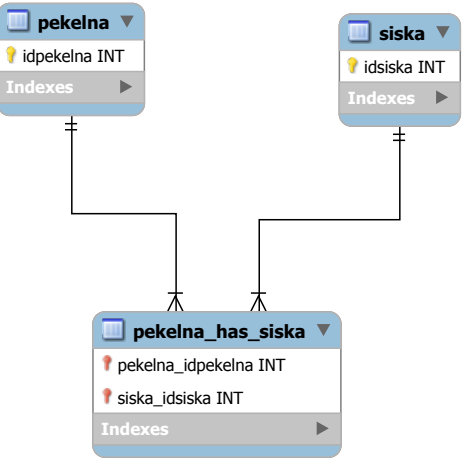 pekelna
idpekelna INT
Indexes
siska
idsiska INT
Indexes
pekelna_has_siska
pekelna_idpekelna INT
siska_idsiska INT
Indexes